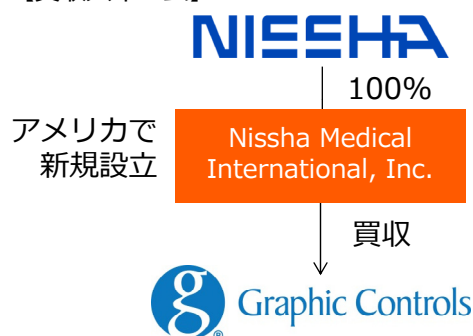 NISSHA
100%
アメリカで
新規設立
Nissha Medical
International, Inc.
買収
g®
Graphic Controls